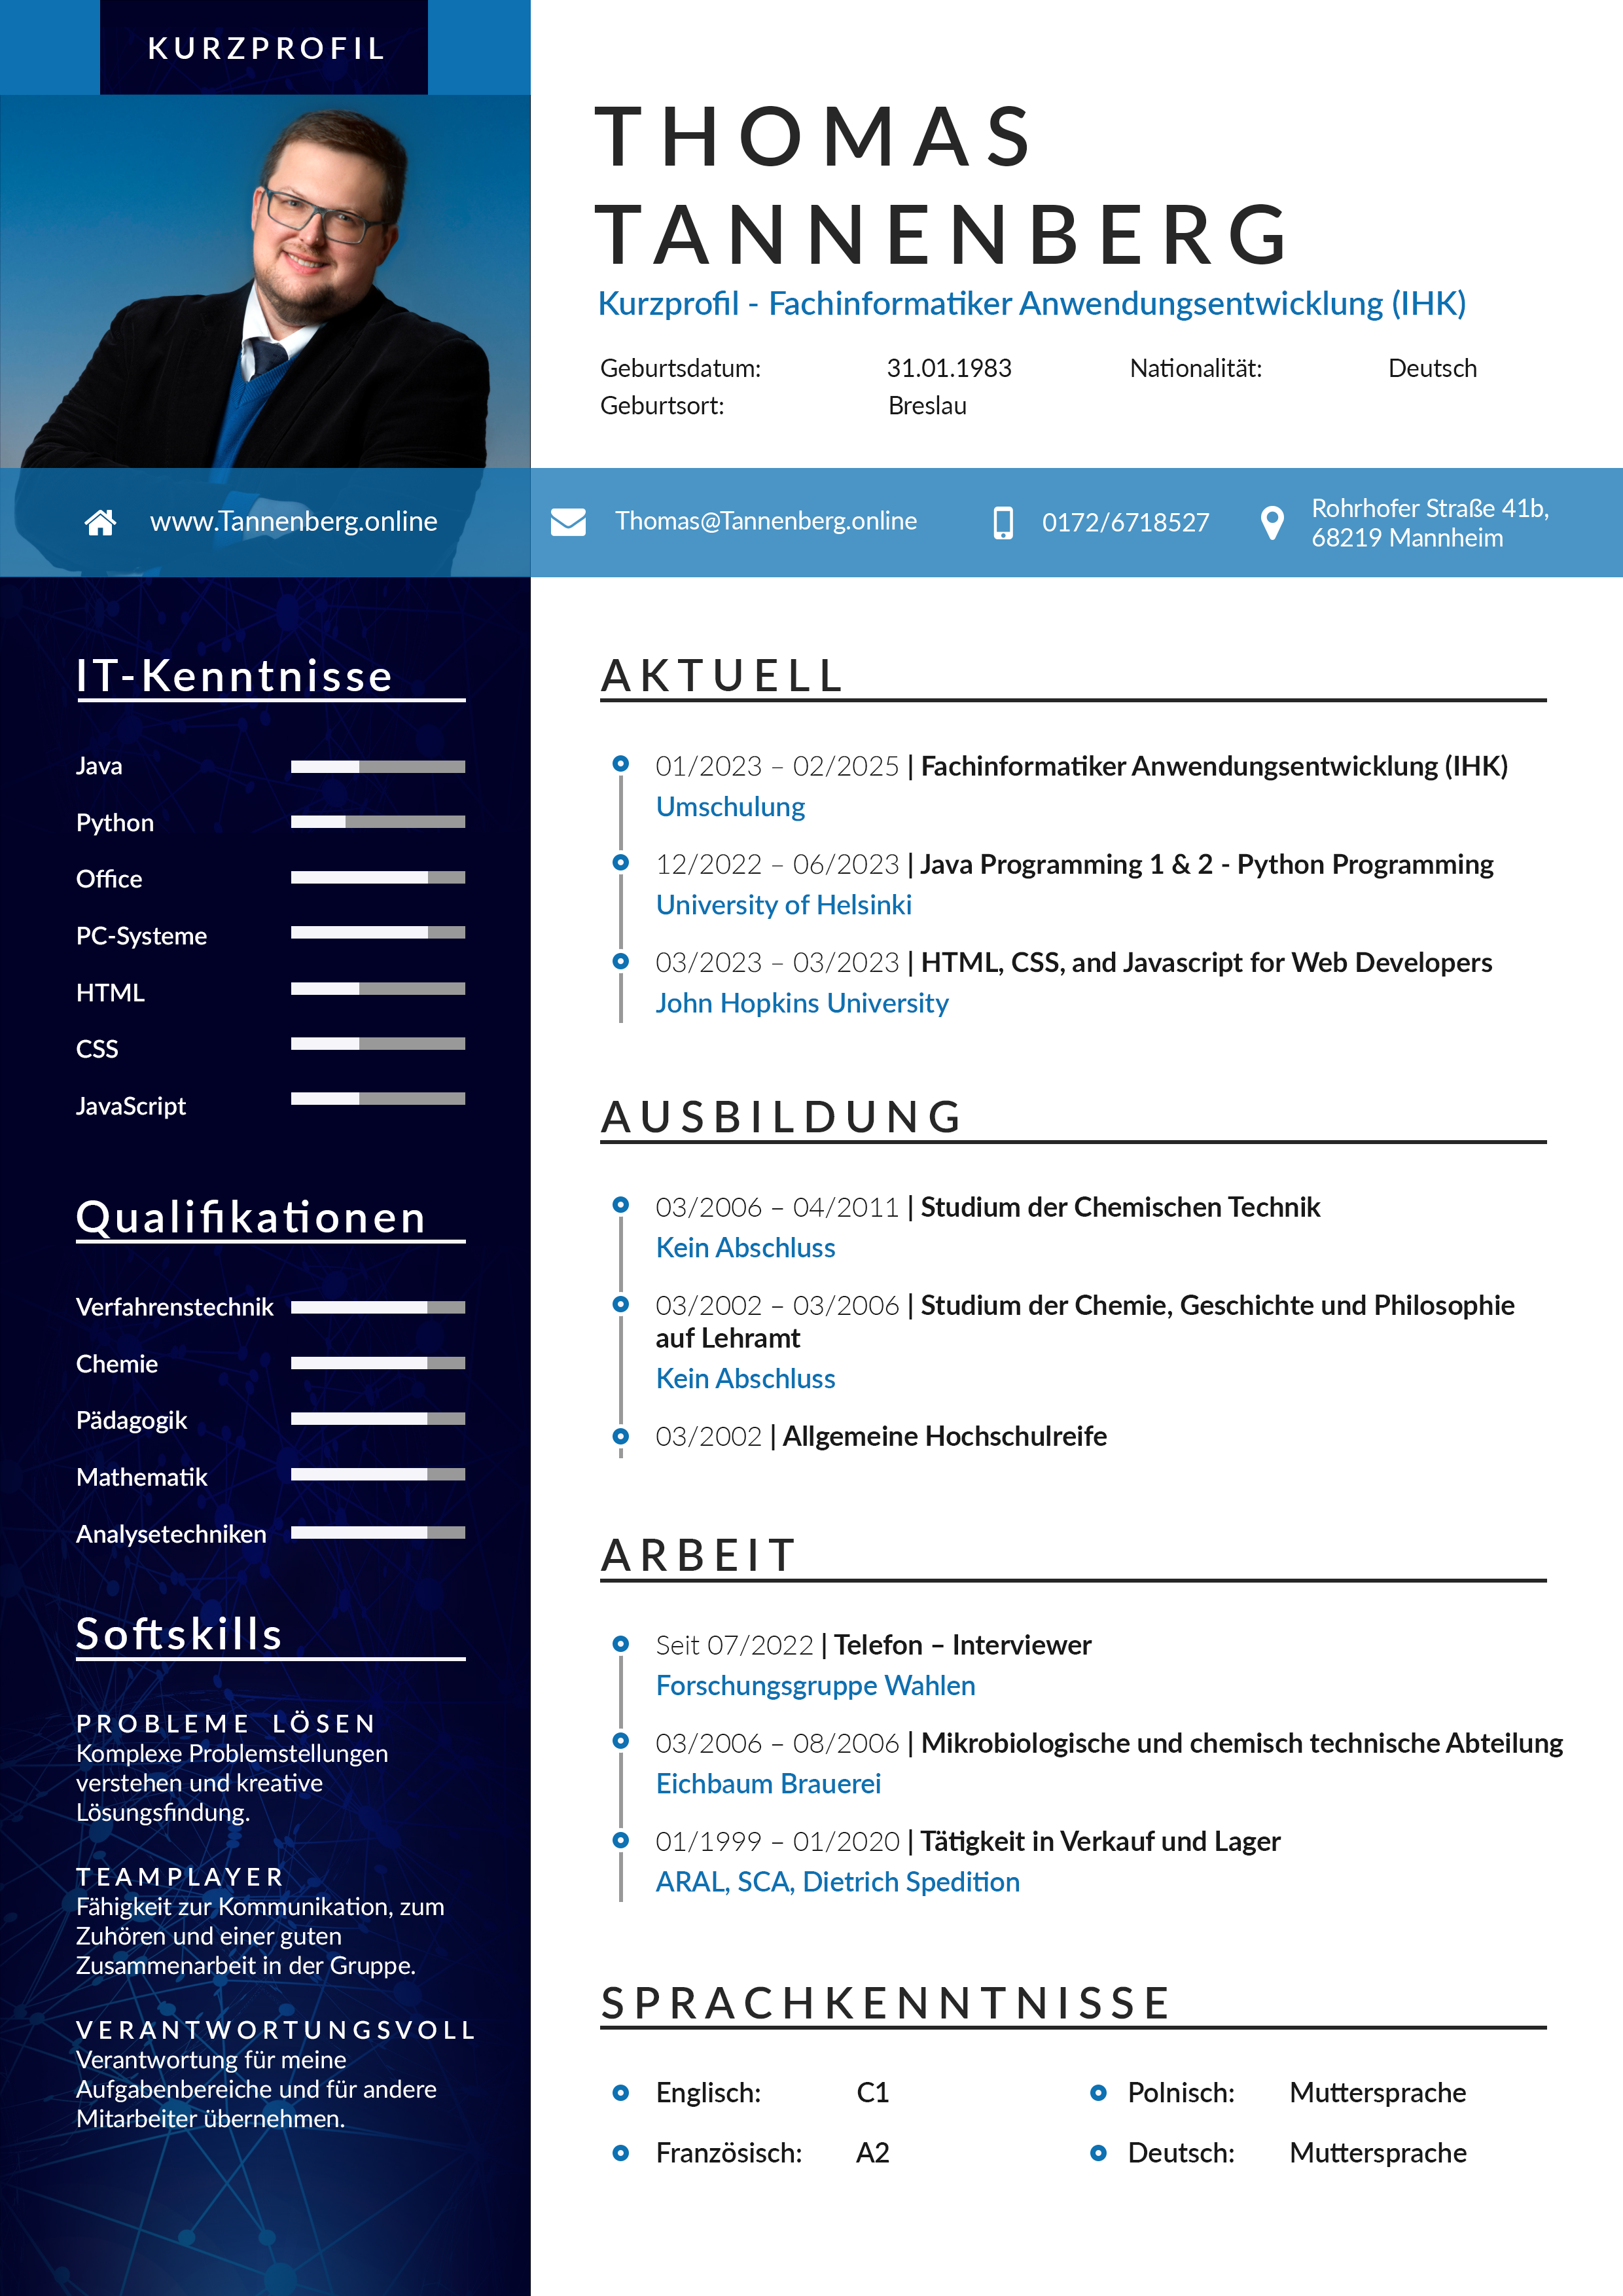 KURZPROFIL
THOMAS
TANNENBERG
Kurzprofil - Fachinformatiker Anwendungsentwicklung (IHK)
Geburtsdatum: 31.01.1983 Nationalität: Deutsch
Geburtsort: Breslau
www.Tannenberg.online
Thomas@Tannenberg.online
0172/6718527
Rohrhofer Straße 41b,
68219 Mannheim
IT-Kenntnisse
Java
Python
Office
PC-Systeme
HTML
CSS
JavaScript
Qualifikationen
Verfahrenstechnik
Chemie
Pädagogik
Mathematik
Analysetechniken
Softskills
PROBLEME LÖSEN
Komplexe Problemstellungen
verstehen und kreative
Lösungsfindung.
TEAMPLAYER
Fähigkeit zur Kommunikation, zum
Zuhören und einer guten
Zusammenarbeit in der Gruppe.
VERANTWORTUNGSVOLL
Verantwortung für meine
Aufgabenbereiche und für andere
Mitarbeiter übernehmen.
AKTUELL
01/2023 – 02/2025 | Fachinformatiker Anwendungsentwicklung (IHK)
Umschulung
12/2022 – 06/2023 | Java Programming 1 & 2 - Python Programming
University of Helsinki
03/2023 – 03/2023 | HTML, CSS, and Javascript for Web Developers
John Hopkins University
AUSBILDUNG
03/2006 – 04/2011 | Studium der Chemischen Technik
Kein Abschluss
03/2002 – 03/2006 | Studium der Chemie, Geschichte und Philosophie
auf Lehramt
Kein Abschluss
03/2002 | Allgemeine Hochschulreife
ARBEIT
Seit 07/2022 | Telefon – Interviewer
Forschungsgruppe Wahlen
03/2006 – 08/2006 | Mikrobiologische und chemisch technische Abteilung
Eichbaum Brauerei
01/1999 – 01/2020 | Tätigkeit in Verkauf und Lager
ARAL, SCA, Dietrich Spedition
SPRACHKENNTNISSE
Englisch: C1 Polnisch: Muttersprache
Französisch: A2 Deutsch: Muttersprache